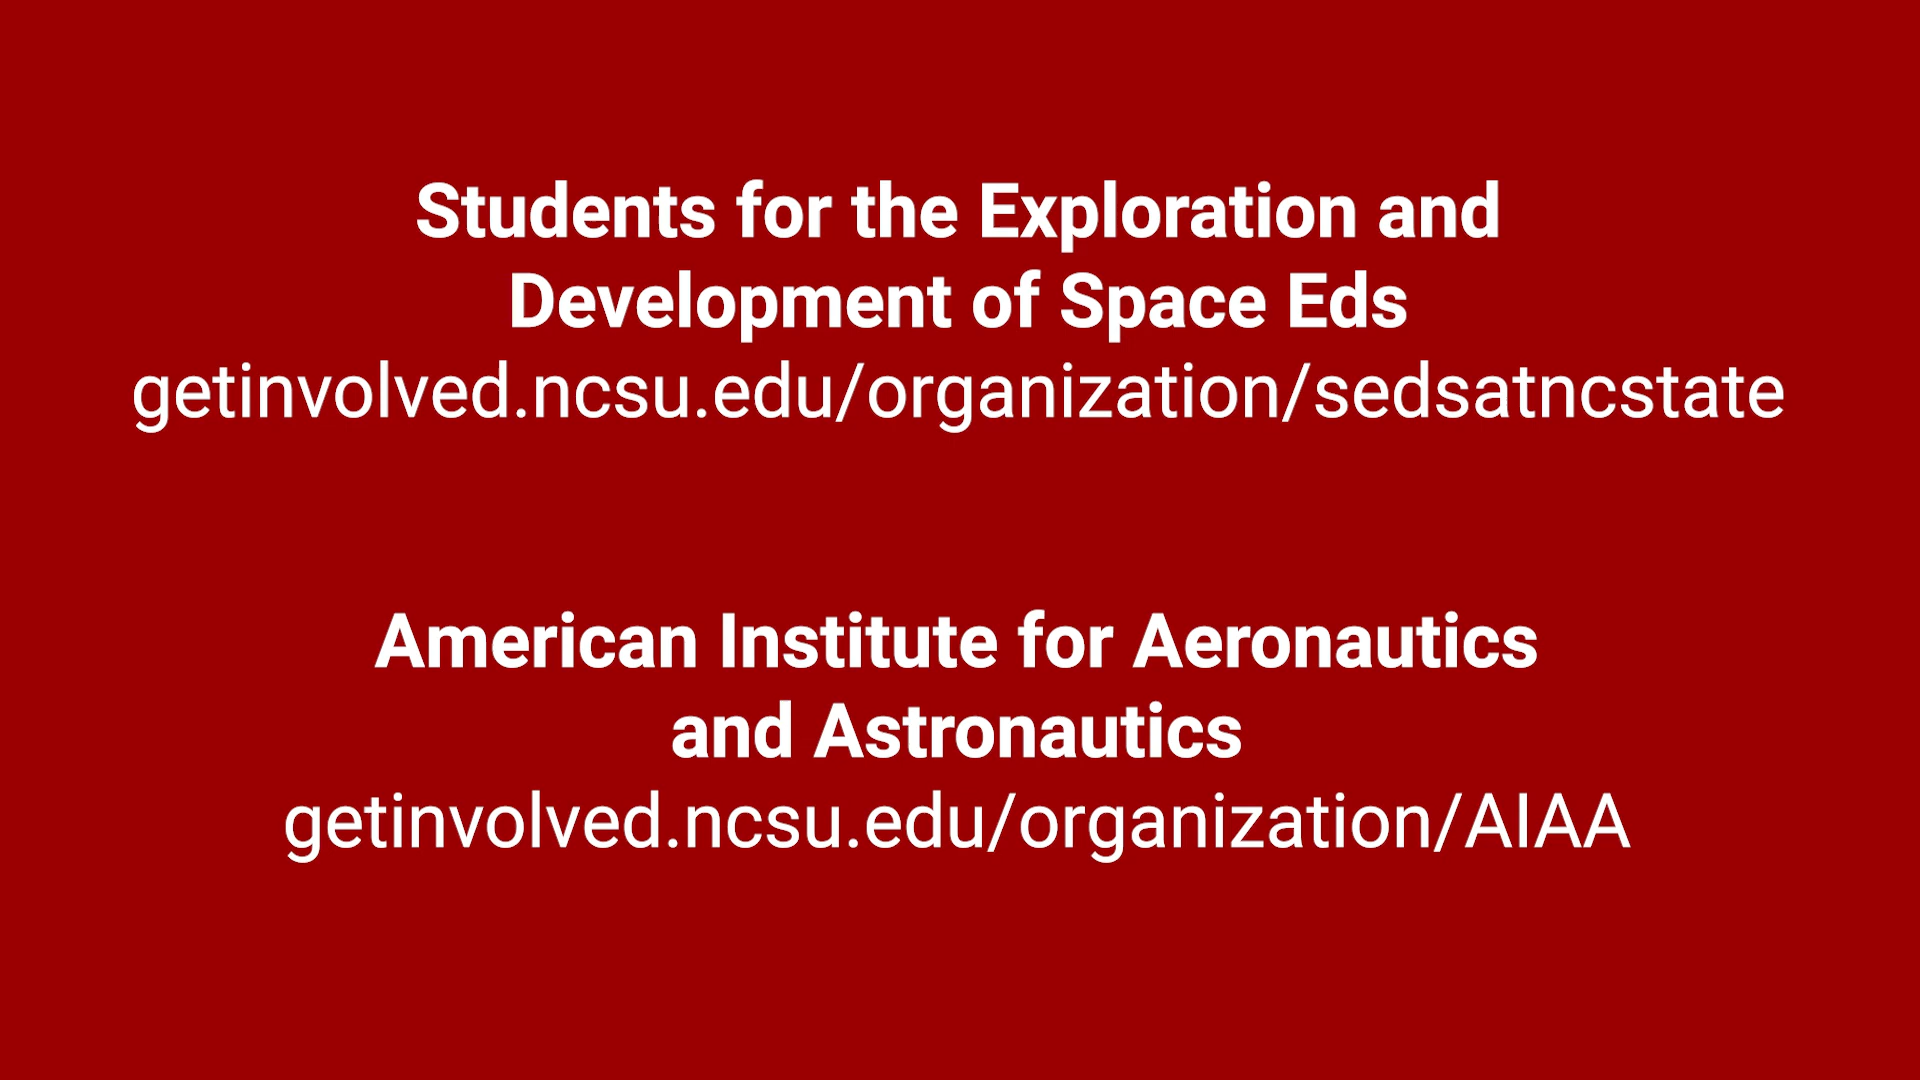 Students for the Exploration and
Development of Space Eds
getinvolved.ncsu.edu/organization/sedsatncstate
American Institute for Aeronautics
and Astronautics
getinvolved.ncsu.edu/organization/AIAA